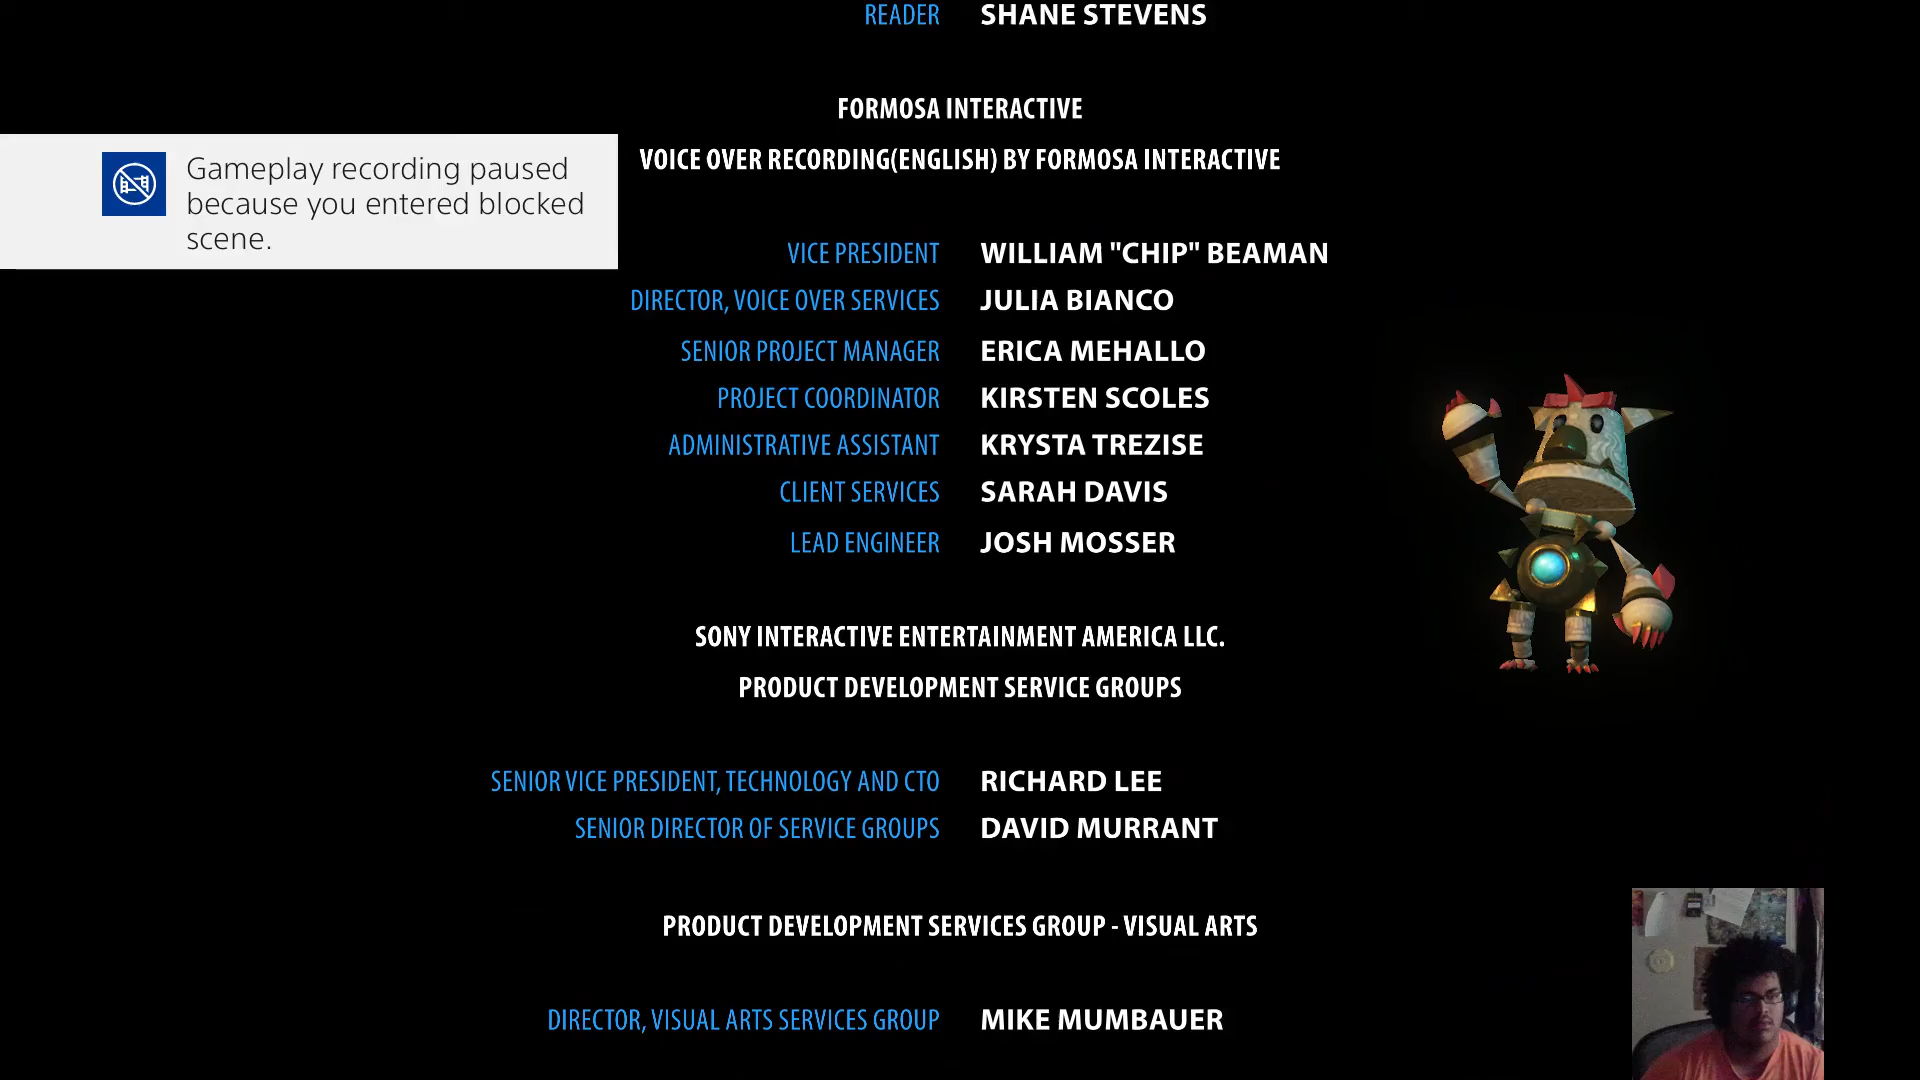 READER SHANE STEVENS
FORMOSA INTERACTIVE
VOICE OVER RECORDING(ENGLISH) BY FORMOSA INTERACTIVE
Gameplay recording paused
because you entered blocked
scene.
VICE PRESIDENT WILLIAM "CHIP" BEAMAN
DIRECTOR, VOICE OVER SERVICES JULIA BIANCO
SENIOR PROJECT MANAGER ERICA MEHALLO
PROJECT COORDINATOR KIRSTEN SCOLES
ADMINISTRATIVE ASSISTANT KRYSTA TREZISE
CLIENT SERVICES SARAH DAVIS
LEAD ENGINEER JOSH MOSSER
SONY INTERACTIVE ENTERTAINMENT AMERICA LLC.
PRODUCT DEVELOPMENT SERVICE GROUPS
SENIOR VICE PRESIDENT, TECHNOLOGY AND CTO RICHARD LEE
SENIOR DIRECTOR OF SERVICE GROUPS DAVID MURRANT
PRODUCT DEVELOPMENT SERVICES GROUP - VISUAL ARTS
DIRECTOR, VISUAL ARTS SERVICES GROUP MIKE MUMBAUER